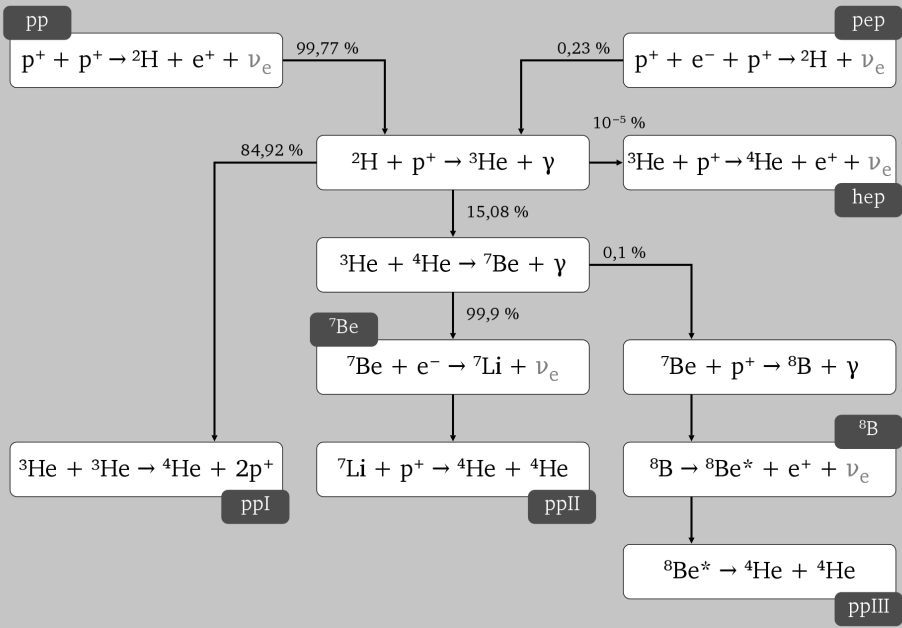 pp
p⁺ + p⁺ → ²H + e⁺ + νₑ
99,77 %
pep
p⁺ + e⁻ + p⁺ → ²H + νₑ
0,23 %
²H + p⁺ → ³He + γ
84,92 %
10⁻⁵ %
³He + p⁺ → ⁴He + e⁺ + νₑ
hep
15,08 %
³He + ⁴He → ⁷Be + γ
0,1 %
99,9 %
⁷Be
⁷Be + e⁻ → ⁷Li + νₑ
⁷Be + p⁺ → ⁸B + γ
³He + ³He → ⁴He + 2p⁺
ppI
⁷Li + p⁺ → ⁴He + ⁴He
ppII
⁸B
⁸B → ⁸Be* + e⁺ + νₑ
⁸Be* → ⁴He + ⁴He
ppIII